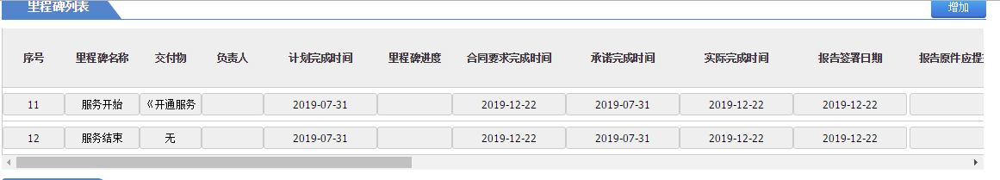 里程碑列表
增加
序号 里程碑名称 交付物 负责人 计划完成时间 里程碑进度 合同要求完成时间 承诺完成时间 实际完成时间 报告签署日期 报告原件应提
11 服务开始 《开通服务 2019-07-31 2019-12-22 2019-07-31 2019-12-22 2019-12-22
12 服务结束 无 2019-07-31 2019-12-22 2019-07-31 2019-12-22 2019-12-22